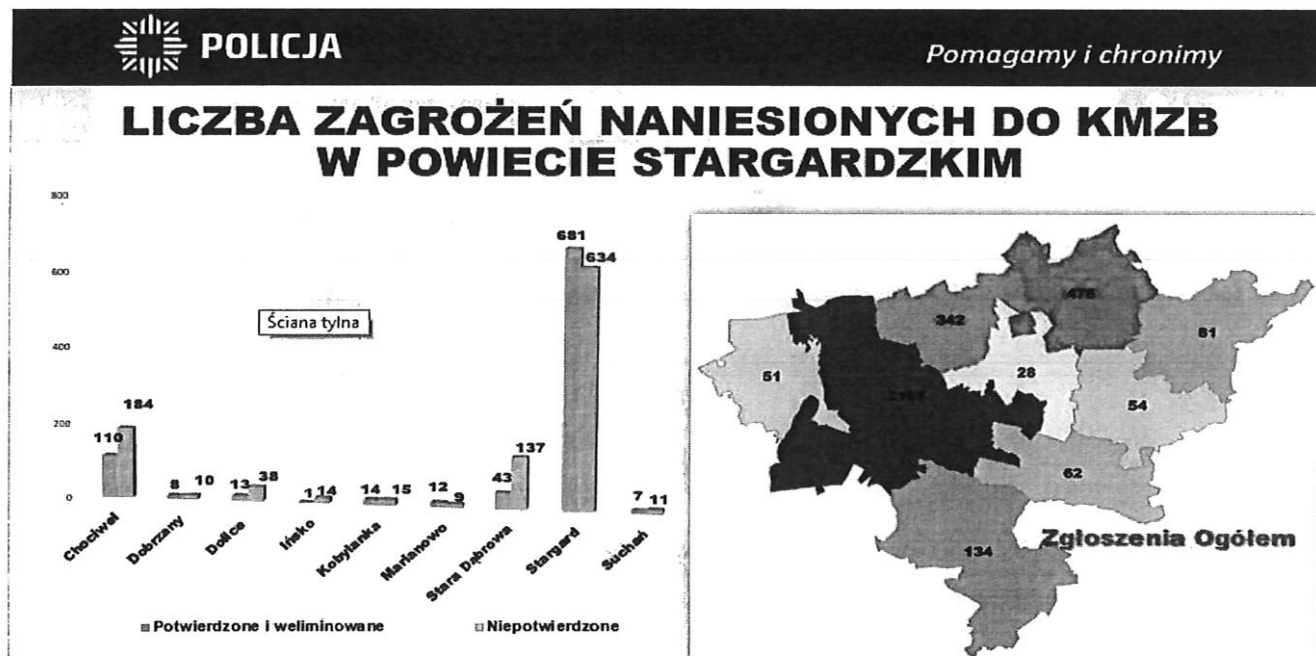 POLICJA
Pomagamy i chronimy
LICZBA ZAGROŻEŃ NANIESIONYCH DO KMZB
W POWIECIE STARGARDZKIM
800
600
400
200
0
Ściana tylna
110
184
8
10
13
38
1
14
14
15
12
9
43
137
681
634
7
11
Chociwel
Dobrzany
Dolice
Ińsko
Kobylanka
Marianowo
Stara Dąbrowa
Stargard
Suchań
Potwierdzone i weliminowane
Niepotwierdzone
342
476
81
51
28
54
62
134
Zgłoszenia Ogółem